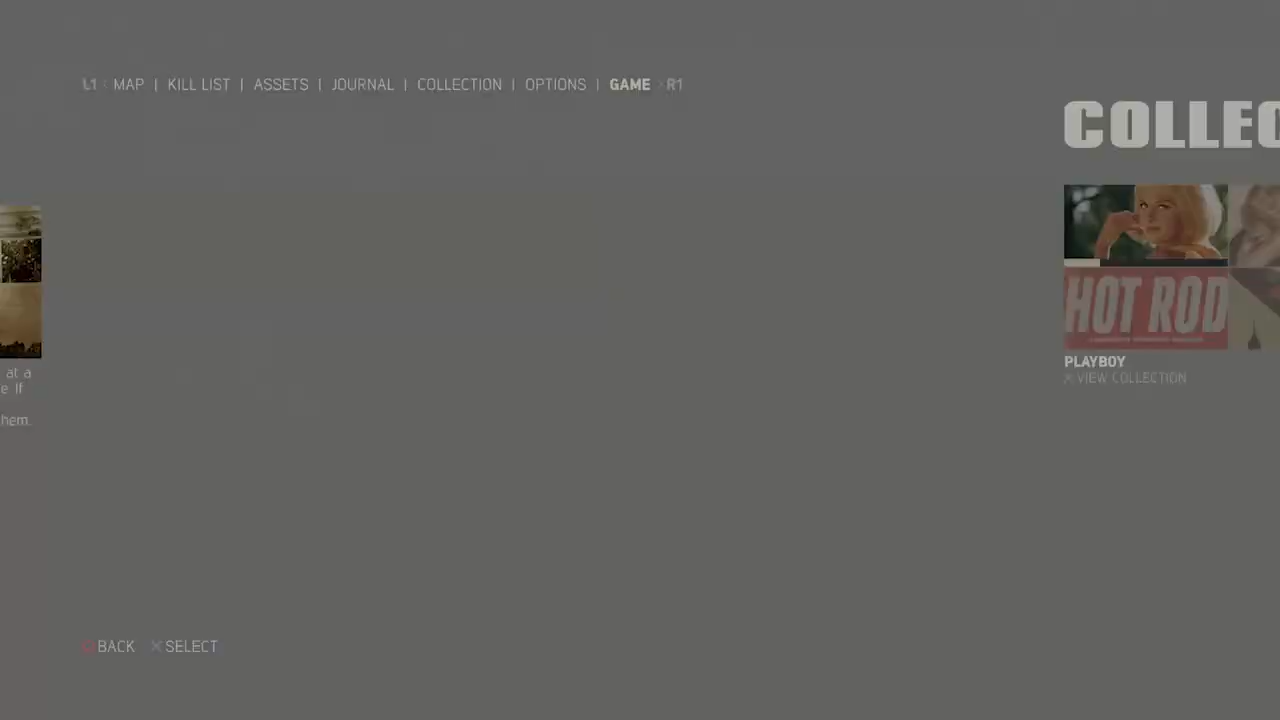 L1 MAP | KILL LIST | ASSETS | JOURNAL | COLLECTION | OPTIONS | GAME R1
COLLEC
HOT ROD
PLAYBOY
VIEW COLLECTION
at a
e If
hem.
BACK SELECT